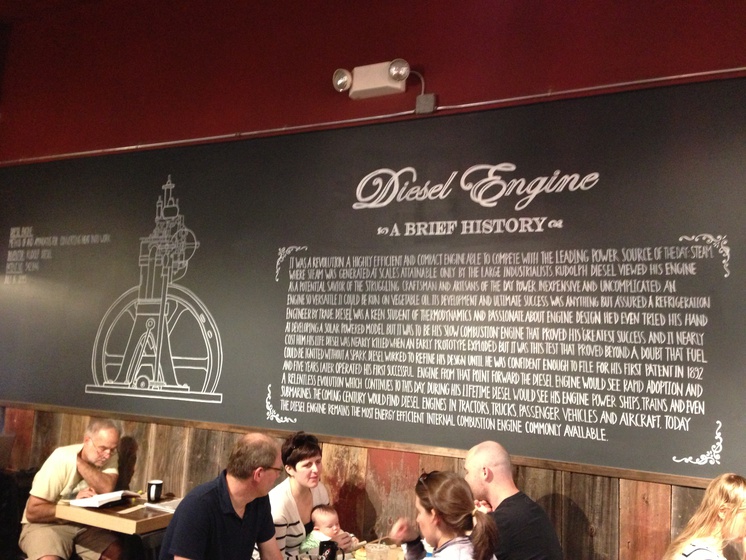 Diesel Engine
A BRIEF HISTORY
IT WAS A REVOLUTION A HIGHLY EFFICIENT AND COMPACT ENGINE ABLE TO COMPETE WITH THE LEADING POWER SOURCE OF THE DAY-STEAM.
WHERE STEAM WAS GENERATED AT SCALES ATTAINABLE ONLY BY THE LARGE INDUSTRIALISTS, RUDOLPH DIESEL VIEWED HIS ENGINE
AS A POTENTIAL SAVIOR OF THE STRUGGLING CRAFTSMAN AND ARTISANS OF THE DAY. POWER, INEXPENSIVE AND UNCOMPLICATED. AN
ENGINE SO VERSATILE IT COULD BE RUN ON VEGETABLE OIL. ITS DEVELOPMENT AND ULTIMATE SUCCESS WAS ANYTHING BUT ASSURED. A REFRIGERATION
ENGINEER BY TRADE, DIESEL WAS A KEEN STUDENT OF THERMODYNAMICS AND PASSIONATE ABOUT ENGINE DESIGN. HE'D EVEN TRIED HIS HAND
AT DEVELOPING A SOLAR POWERED MODEL. BUT IT WAS TO BE HIS 'SLOW COMBUSTION' ENGINE THAT PROVED HIS GREATEST SUCCESS, AND IT NEARLY
COST HIM HIS LIFE. DIESEL WAS NEARLY KILLED WHEN AN EARLY PROTOTYPE EXPLODED BUT IT WAS THIS TEST THAT PROVED BEYOND A DOUBT THAT FUEL
COULD BE IGNITED WITHOUT A SPARK. DIESEL WORKED TO REFINE HIS DESIGN UNTIL HE WAS CONFIDENT ENOUGH TO FILE FOR HIS FIRST PATENT IN 1892
AND FIVE YEARS LATER OPERATED HIS FIRST SUCCESSFUL ENGINE. FROM THAT POINT FORWARD THE DIESEL ENGINE WOULD SEE RAPID ADOPTION AND
A RELENTLESS EVOLUTION WHICH CONTINUES TO THIS DAY. DURING HIS LIFETIME DIESEL WOULD SEE HIS ENGINE POWER SHIPS, TRAINS AND EVEN
SUBMARINES. THE COMING CENTURY WOULD FIND DIESEL ENGINES IN TRACTORS, TRUCKS, PASSENGER VEHICLES AND AIRCRAFT. TODAY
THE DIESEL ENGINE REMAINS THE MOST ENERGY EFFICIENT INTERNAL COMBUSTION ENGINE COMMONLY AVAILABLE.